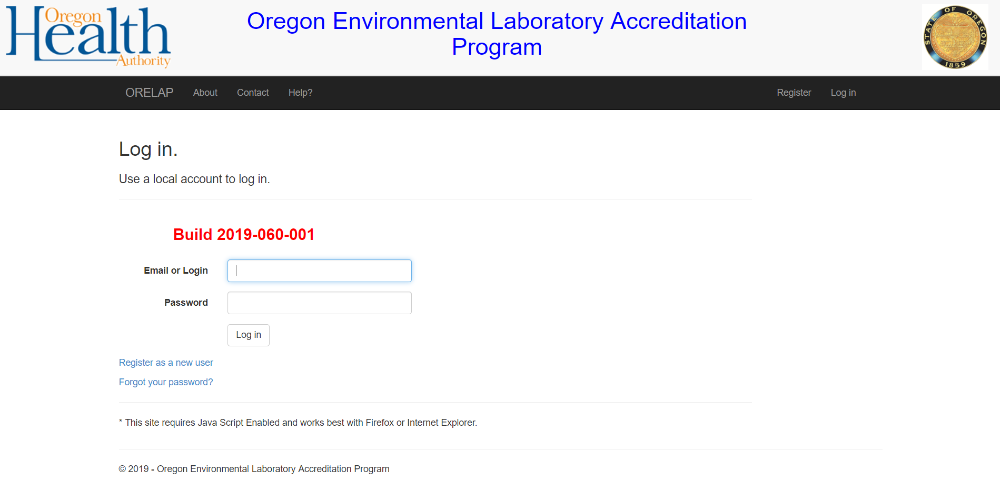 Oregon
Health
Authority
Oregon Environmental Laboratory Accreditation
Program
STATE OF OREGON
1859
ORELAP About Contact Help? Register Log in
Log in.
Use a local account to log in.
Build 2019-060-001
Email or Login
Password
Log in
Register as a new user
Forgot your password?
* This site requires Java Script Enabled and works best with Firefox or Internet Explorer.
© 2019 - Oregon Environmental Laboratory Accreditation Program